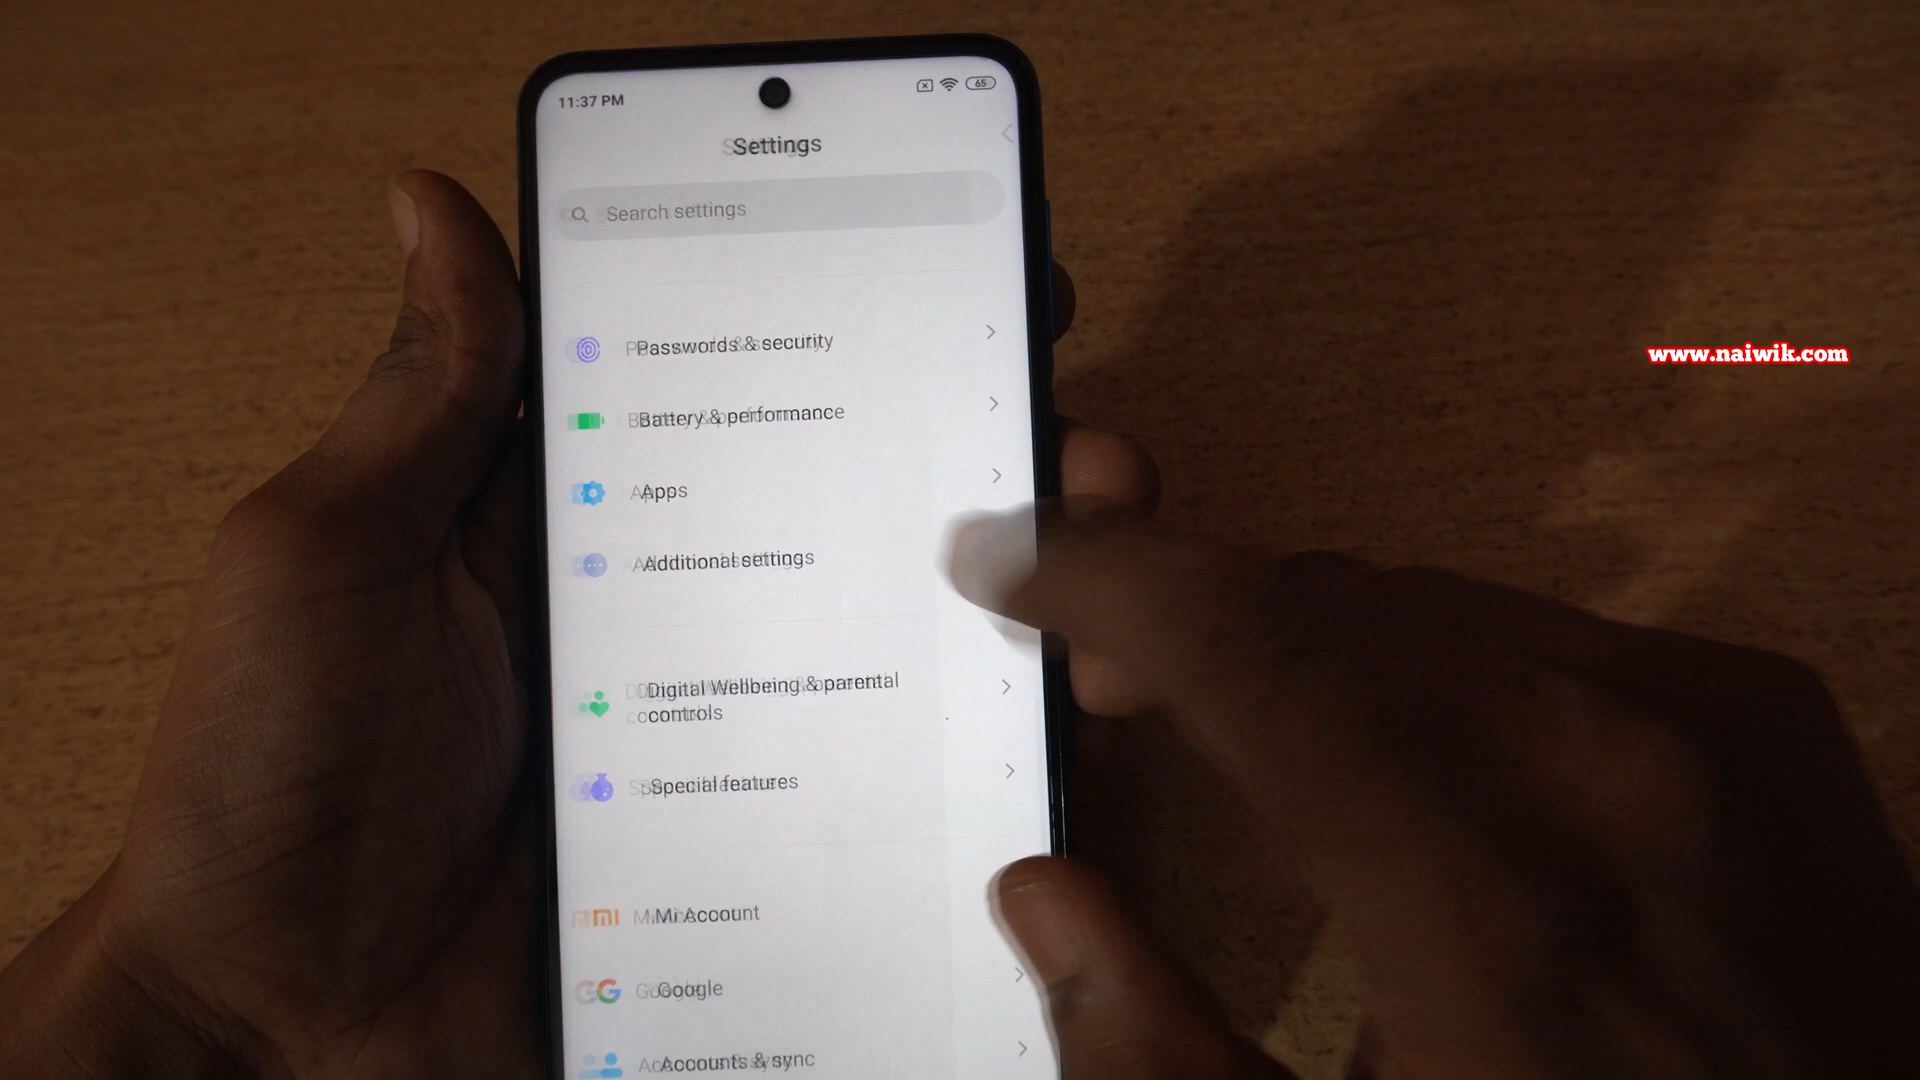 11:37 PM
65
Settings
Search settings
www.naiwik.com
Passwords & security
Battery & performance
Apps
Additional settings
Digital Wellbeing & parental
controls
Special features
Mi Account
Google
Accounts & sync